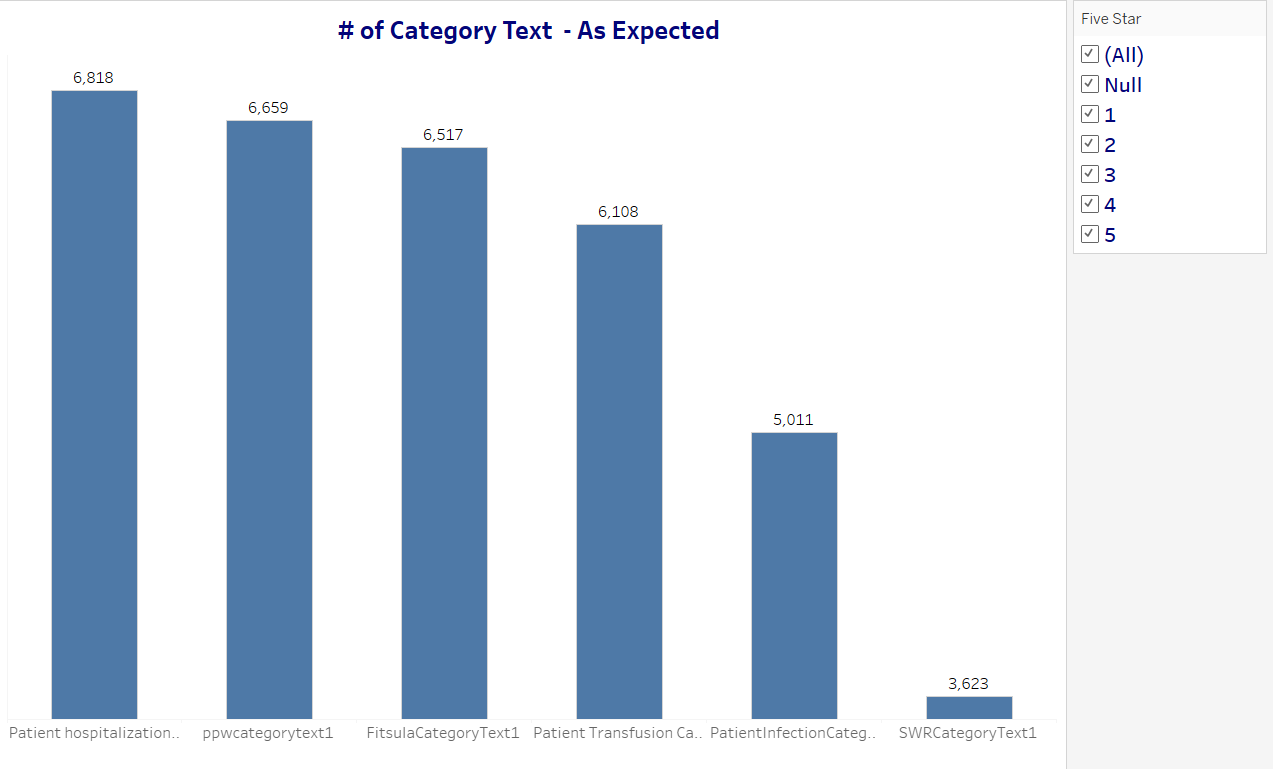 # of Category Text - As Expected
6,818
6,659
6,517
6,108
5,011
3,623
Patient hospitalization..
ppwcategorytext1
FitsulaCategoryText1
Patient Transfusion Ca..
PatientInfectionCateg..
SWRCategoryText1
Five Star
(All)
Null
1
2
3
4
5